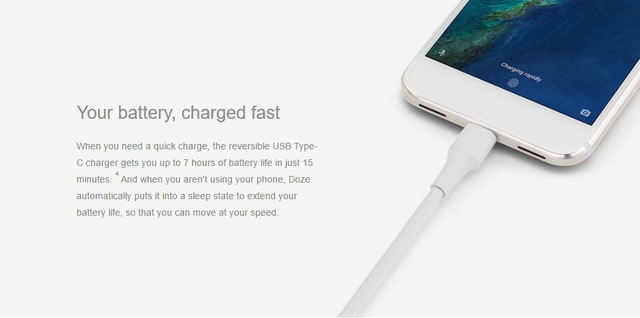 Charging rapidly
Your battery, charged fast
When you need a quick charge, the reversible USB Type-
C charger gets you up to 7 hours of battery life in just 15
minutes. 4 And when you aren't using your phone, Doze
automatically puts it into a sleep state to extend your
battery life, so that you can move at your speed.